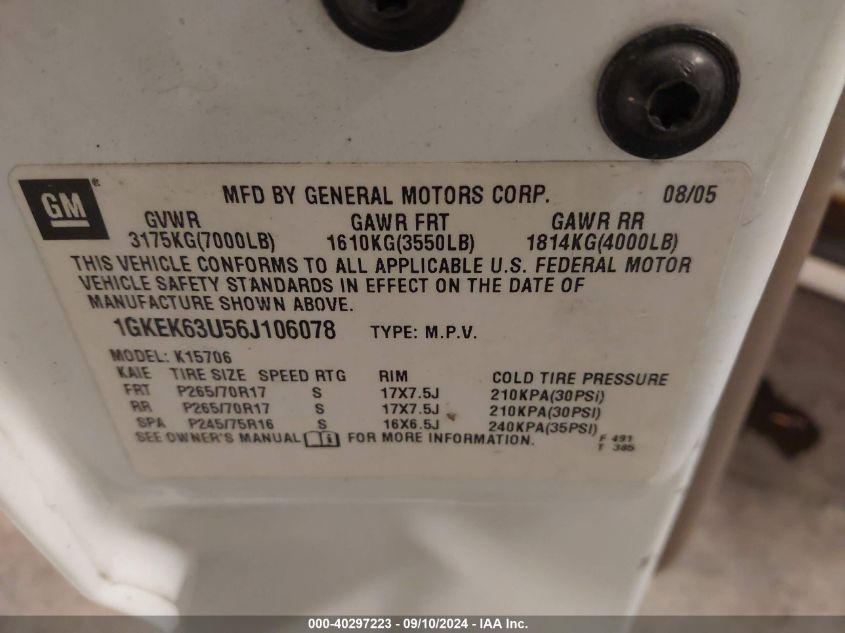 GM®
MFD BY GENERAL MOTORS CORP. 08/05
GVWR GAWR FRT GAWR RR
3175KG(7000LB) 1610KG(3550LB) 1814KG(4000LB)
THIS VEHICLE CONFORMS TO ALL APPLICABLE U.S. FEDERAL MOTOR
VEHICLE SAFETY STANDARDS IN EFFECT ON THE DATE OF
MANUFACTURE SHOWN ABOVE.
1GKEK63U56J106078 TYPE: M.P.V.
MODEL: K15706
KAIE TIRE SIZE SPEED RTG RIM COLD TIRE PRESSURE
FRT P265/70R17 S 17X7.5J 210KPA(30PSI)
RR P265/70R17 S 17X7.5J 210KPA(30PSI)
SPA P245/75R16 S 16X6.5J 240KPA(35PSI)
SEE OWNER'S MANUAL FOR MORE INFORMATION.
F 491
T 385
000-40297223 - 09/10/2024 - IAA Inc.